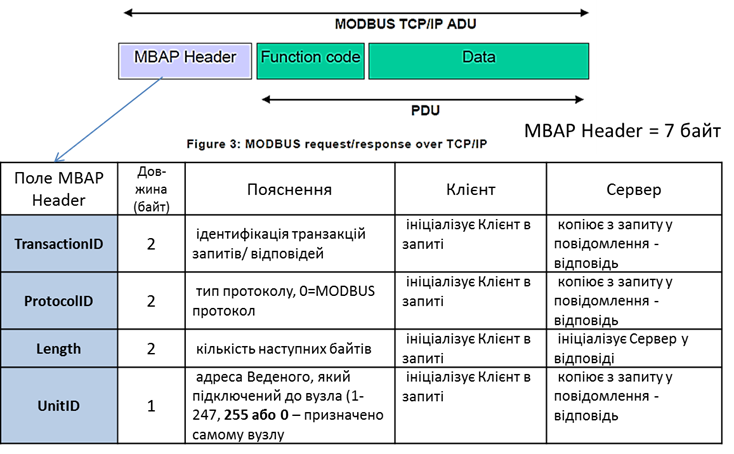 MODBUS TCP/IP ADU
MBAP Header
Function code
Data
PDU
MBAP Header = 7 байт
Figure 3: MODBUS request/response over TCP/IP
Поле MBAP
Header
Дов-
жина
(байт)
Пояснення
Клієнт
Сервер
TransactionID
2
ідентифікація транзакцій
запитів/ відповідей
ініціалізує Клієнт в
запиті
копіює з запиту у
повідомлення -
відповідь
ProtocolID
2
тип протоколу, 0=MODBUS
протокол
ініціалізує Клієнт в
запиті
копіює з запиту у
повідомлення -
відповідь
Length
2
кількість наступних байтів
ініціалізує Клієнт в
запиті
ініціалізує Сервер у
відповіді
UnitID
1
адреса Веденого, який
підключений до вузла (1-
247, 255 або 0 – призначено
самому вузлу
ініціалізує Клієнт в
запиті
копіює з запиту у
повідомлення -
відповідь